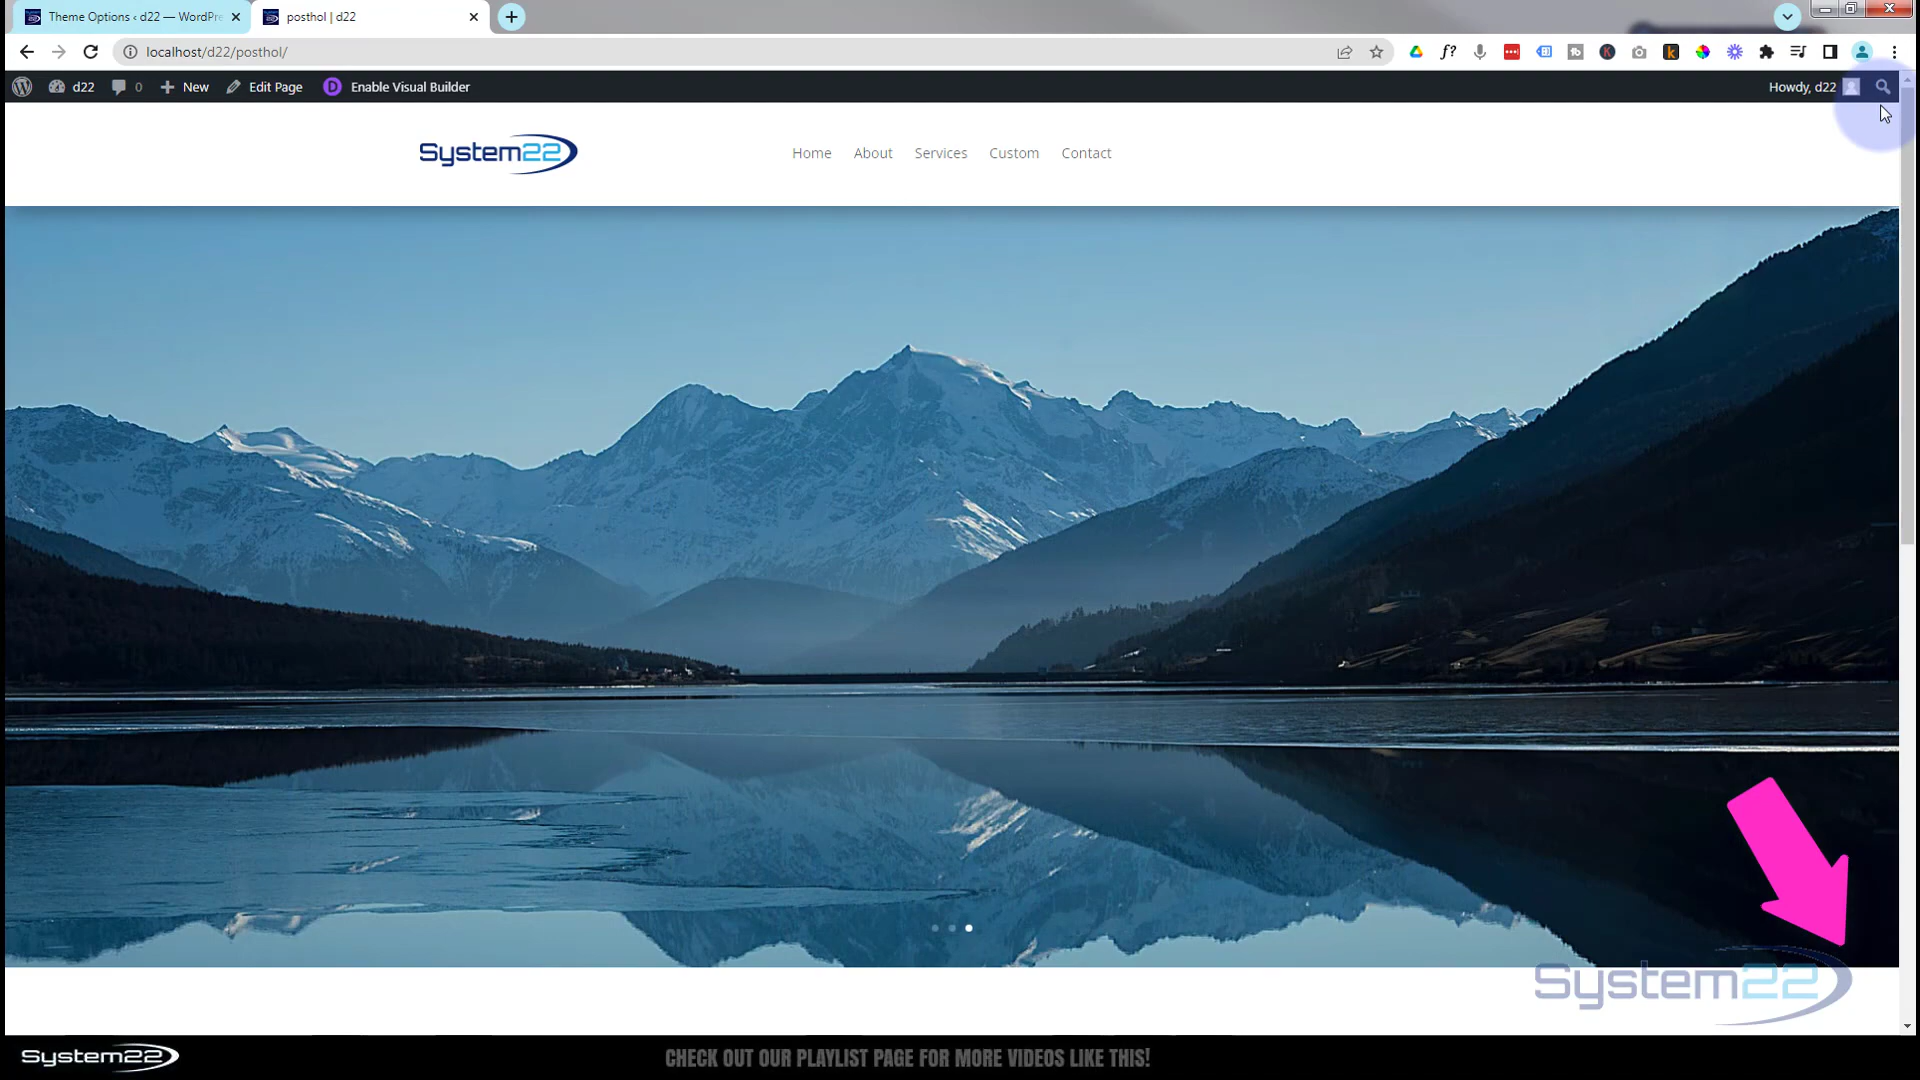 Theme Options ‹ d22 — WordPre
posthol | d22
localhost/d22/posthol/
f?
d22
0
New
Edit Page
D
Enable Visual Builder
Howdy, d22
System22
Home
About
Services
Custom
Contact
System22
System22
CHECK OUT OUR PLAYLIST PAGE FOR MORE VIDEOS LIKE THIS!